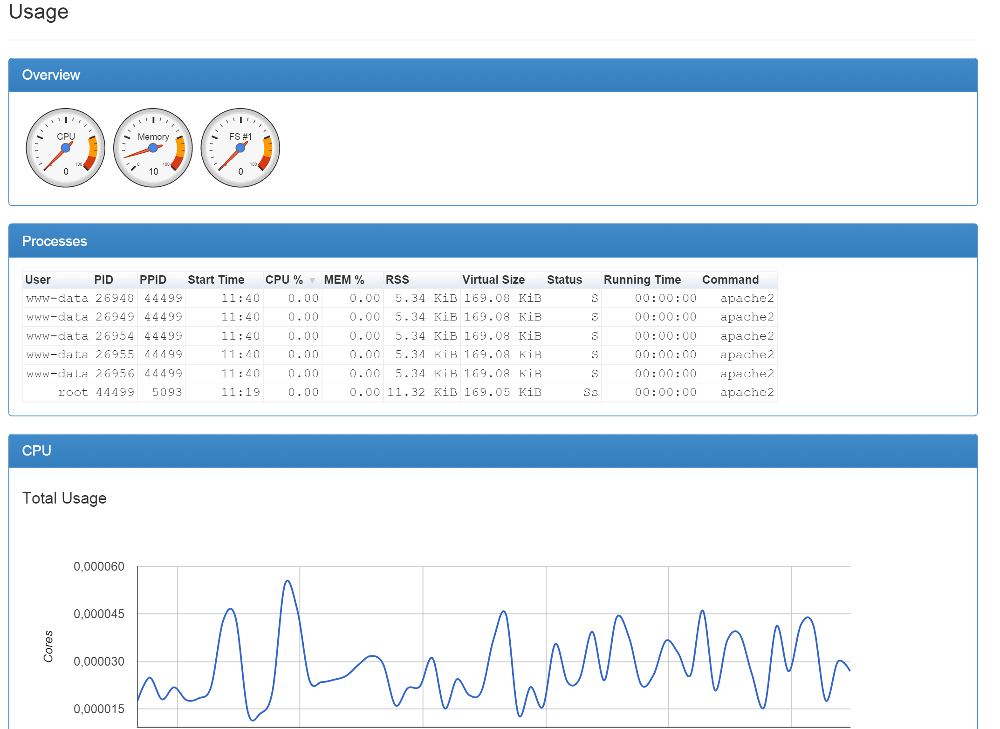 Usage
Overview
CPU Memory FS #1
0 100 0 100 0 100
0 10 0
Processes
User PID PPID Start Time CPU % ▼ MEM % RSS Virtual Size Status Running Time Command
www-data 26948 44499 11:40 0.00 0.00 5.34 KiB 169.08 KiB S 00:00:00 apache2
www-data 26949 44499 11:40 0.00 0.00 5.34 KiB 169.08 KiB S 00:00:00 apache2
www-data 26954 44499 11:40 0.00 0.00 5.34 KiB 169.08 KiB S 00:00:00 apache2
www-data 26955 44499 11:40 0.00 0.00 5.34 KiB 169.08 KiB S 00:00:00 apache2
www-data 26956 44499 11:40 0.00 0.00 5.34 KiB 169.08 KiB S 00:00:00 apache2
root 44499 5093 11:19 0.00 0.00 11.32 KiB 169.05 KiB Ss 00:00:00 apache2
CPU
Total Usage
0,000060
0,000045
Cores
0,000030
0,000015